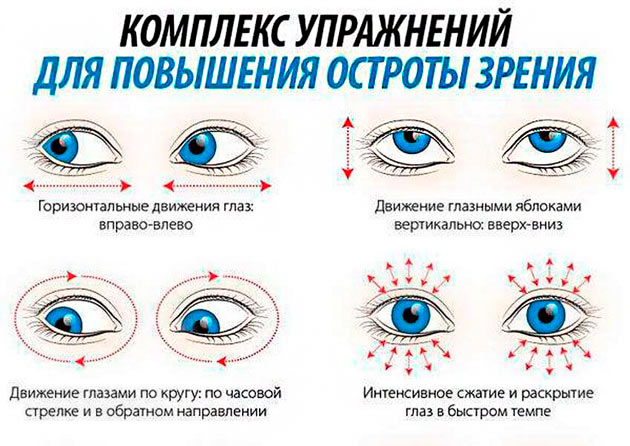 КОМПЛЕКС УПРАЖНЕНИЙ
ДЛЯ ПОВЫШЕНИЯ ОСТРОТЫ ЗРЕНИЯ
Горизонтальные движения глаз:
вправо-влево
Движение глазными яблоками
вертикально: вверх-вниз
Движение глазами по кругу: по часовой
стрелке и в обратном направлении
Интенсивное сжатие и раскрытие
глаз в быстром темпе